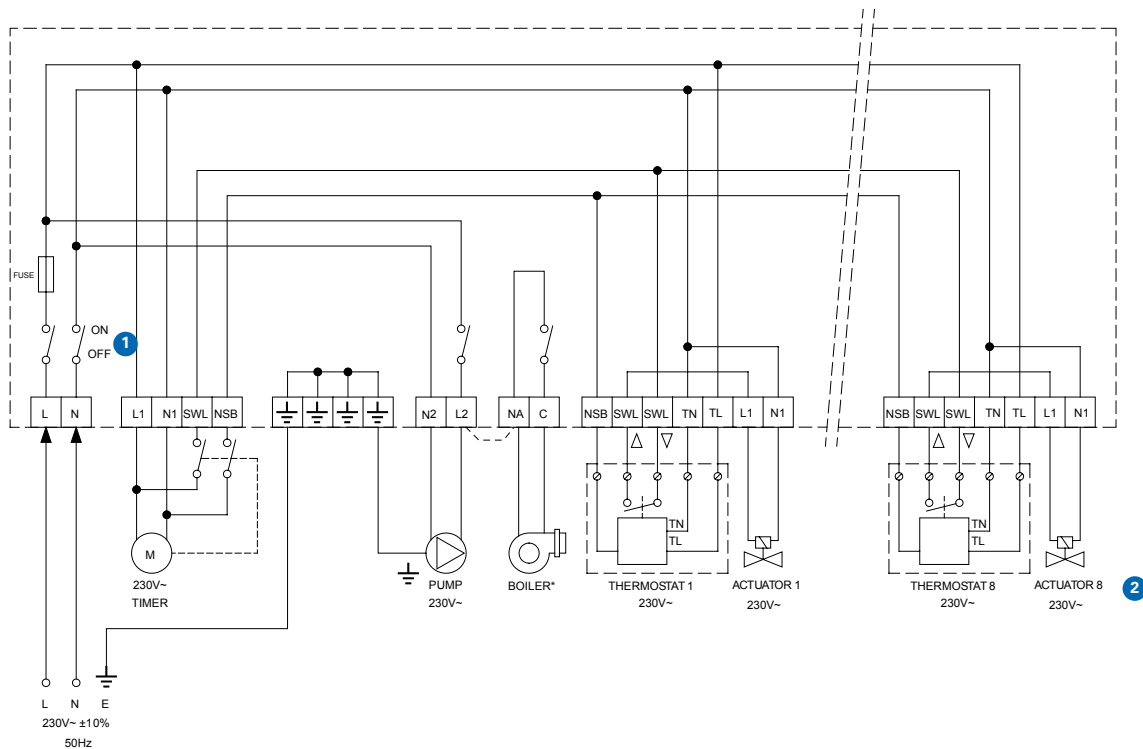 FUSE
ON
OFF
1
L N L1 N1 SWL NSB N2 L2 NA C NSB SWL SWL TN TL L1 N1 NSB SWL SWL TN TL L1 N1
TN
TL
TN
TL
M
230V~
TIMER
PUMP
230V~
BOILER*
THERMOSTAT 1
230V~
ACTUATOR 1
230V~
THERMOSTAT 8
230V~
ACTUATOR 8
230V~
2
L N E
230V~ ±10%
50Hz